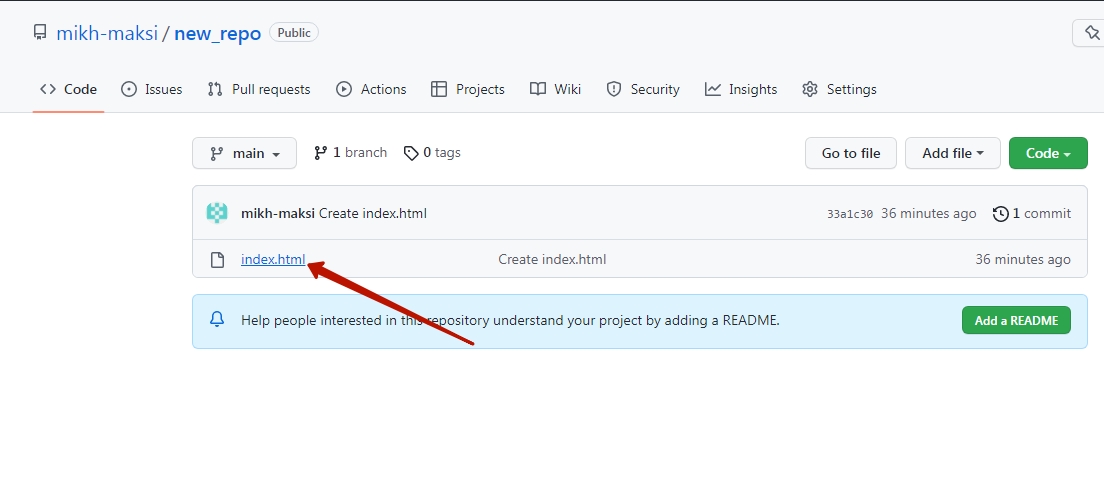 mikh-maksi / new_repo Public
Code Issues Pull requests Actions Projects Wiki Security Insights Settings
main 1 branch 0 tags Go to file Add file Code
mikh-maksi Create index.html 33a1c30 36 minutes ago 1 commit
index.html Create index.html 36 minutes ago
Help people interested in this repository understand your project by adding a README. Add a README